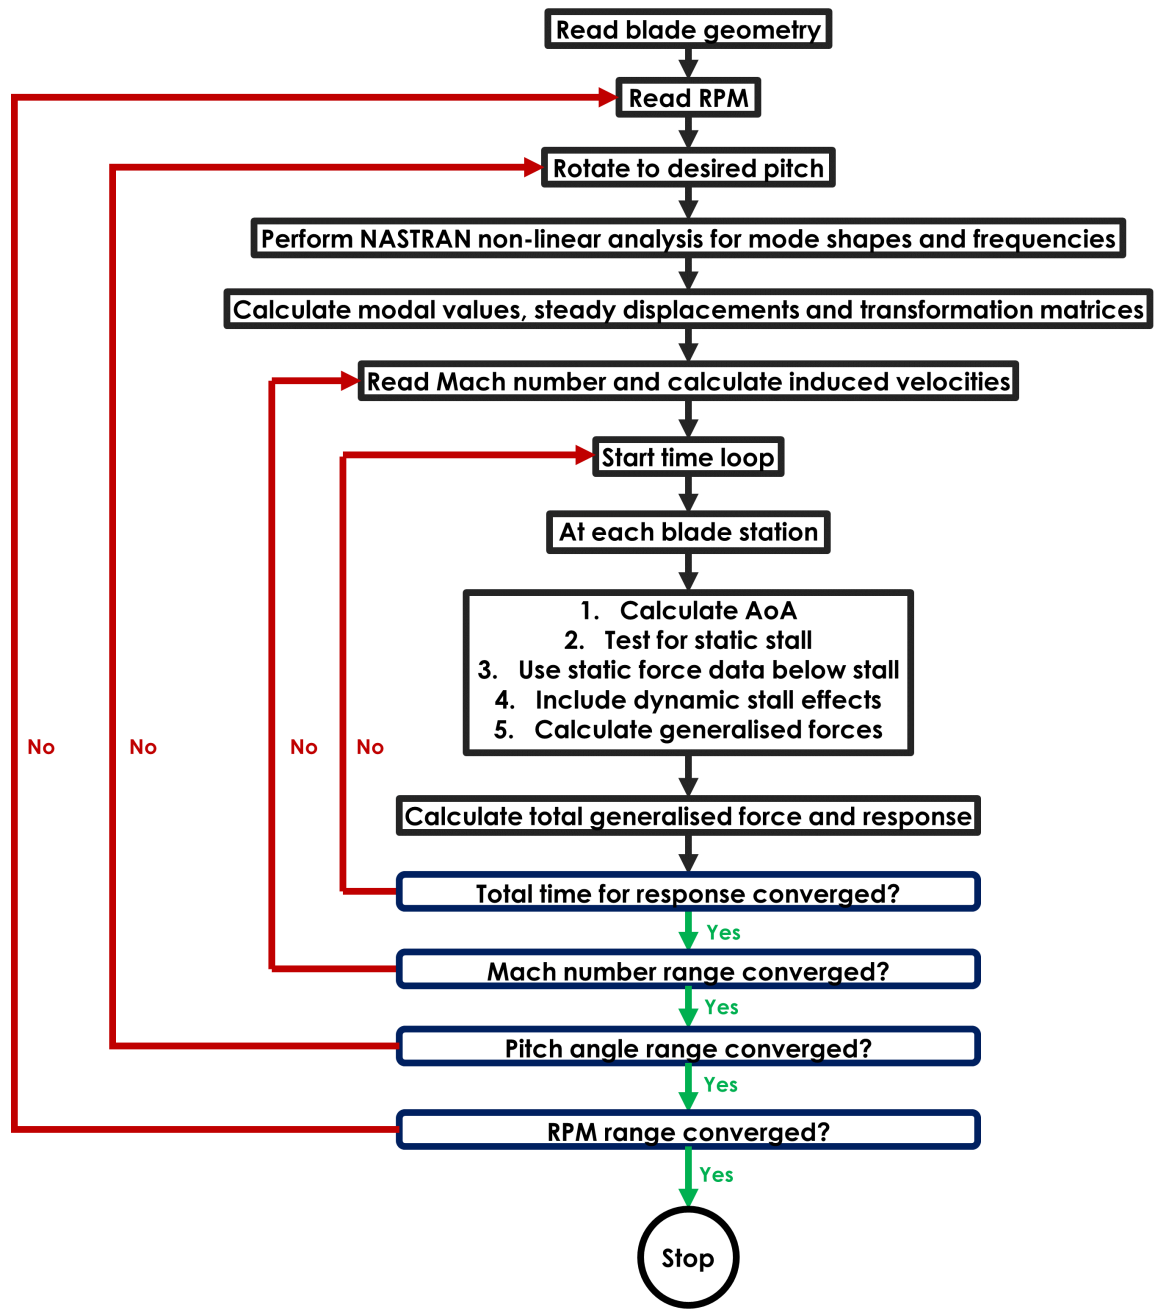 Read blade geometry
Read RPM
Rotate to desired pitch
Perform NASTRAN non-linear analysis for mode shapes and frequencies
Calculate modal values, steady displacements and transformation matrices
Read Mach number and calculate induced velocities
Start time loop
At each blade station
1. Calculate AoA
2. Test for static stall
3. Use static force data below stall
4. Include dynamic stall effects
5. Calculate generalised forces
No
No
No
No
Calculate total generalised force and response
Total time for response converged?
Yes
Mach number range converged?
Yes
Pitch angle range converged?
Yes
RPM range converged?
Yes
Stop